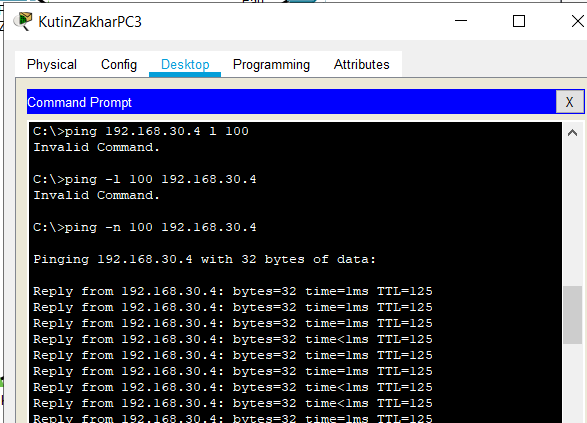 KutinZakharPC3
Physical Config Desktop Programming Attributes
Command Prompt X
C:\>ping 192.168.30.4 l 100
Invalid Command.
C:\>ping -l 100 192.168.30.4
Invalid Command.
C:\>ping -n 100 192.168.30.4
Pinging 192.168.30.4 with 32 bytes of data:
Reply from 192.168.30.4: bytes=32 time=1ms TTL=125
Reply from 192.168.30.4: bytes=32 time=1ms TTL=125
Reply from 192.168.30.4: bytes=32 time=1ms TTL=125
Reply from 192.168.30.4: bytes=32 time<1ms TTL=125
Reply from 192.168.30.4: bytes=32 time=1ms TTL=125
Reply from 192.168.30.4: bytes=32 time=1ms TTL=125
Reply from 192.168.30.4: bytes=32 time<1ms TTL=125
Reply from 192.168.30.4: bytes=32 time<1ms TTL=125
Reply from 192.168.30.4: bytes=32 time=1ms TTL=125